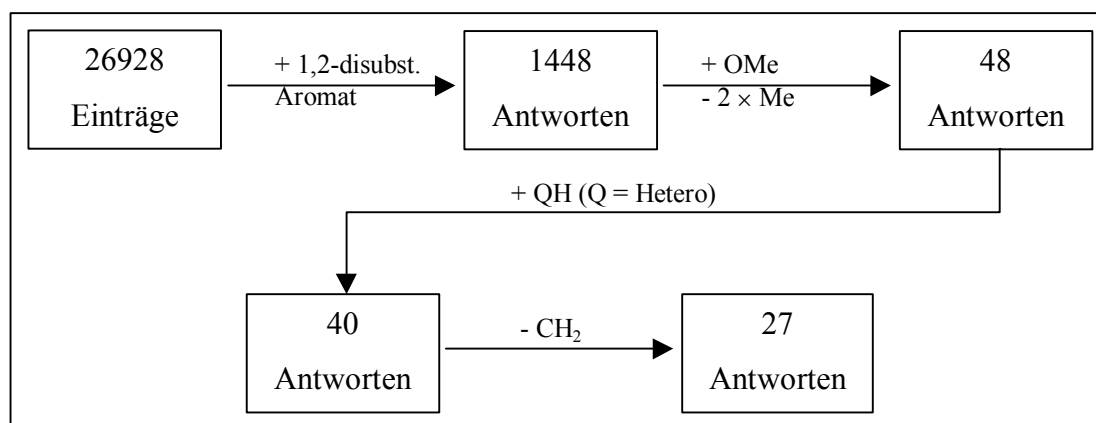 26928
Einträge
+ 1,2-disubst.
Aromat
1448
Antworten
+ OMe
- 2 × Me
48
Antworten
+ QH (Q = Hetero)
40
Antworten
- CH₂
27
Antworten